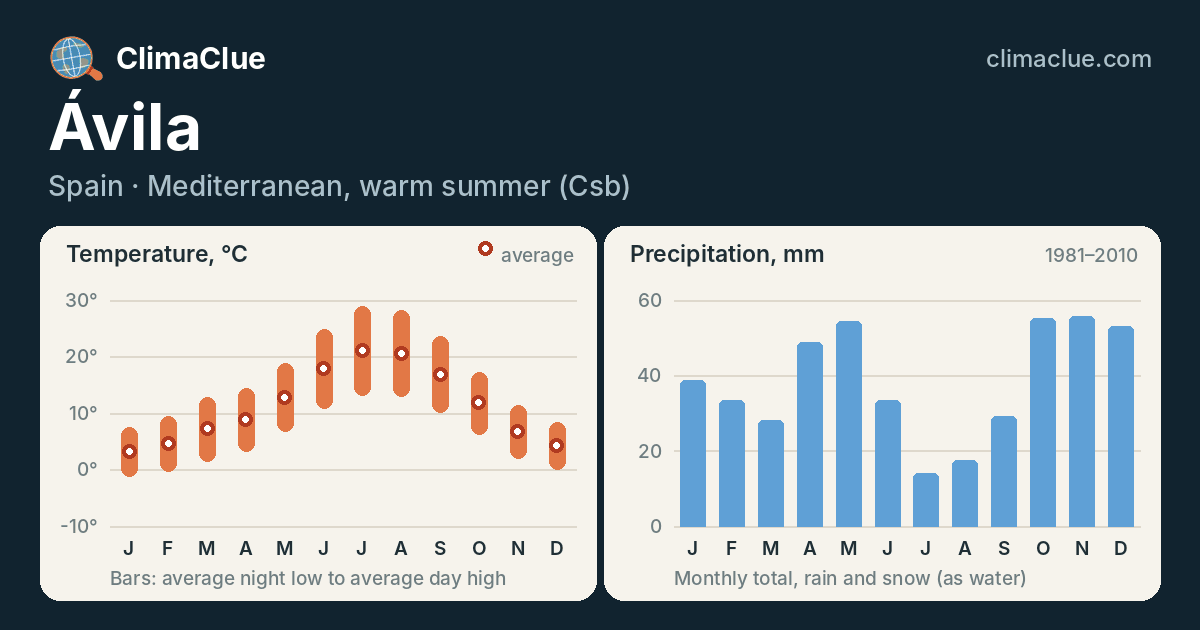 ClimaClue
climaclue.com
Ávila
Spain · Mediterranean, warm summer (Csb)
Temperature, °C
average
30°
20°
10°
0°
-10°
J F M A M J J A S O N D
Bars: average night low to average day high
Precipitation, mm
1981–2010
60
40
20
0
J F M A M J J A S O N D
Monthly total, rain and snow (as water)